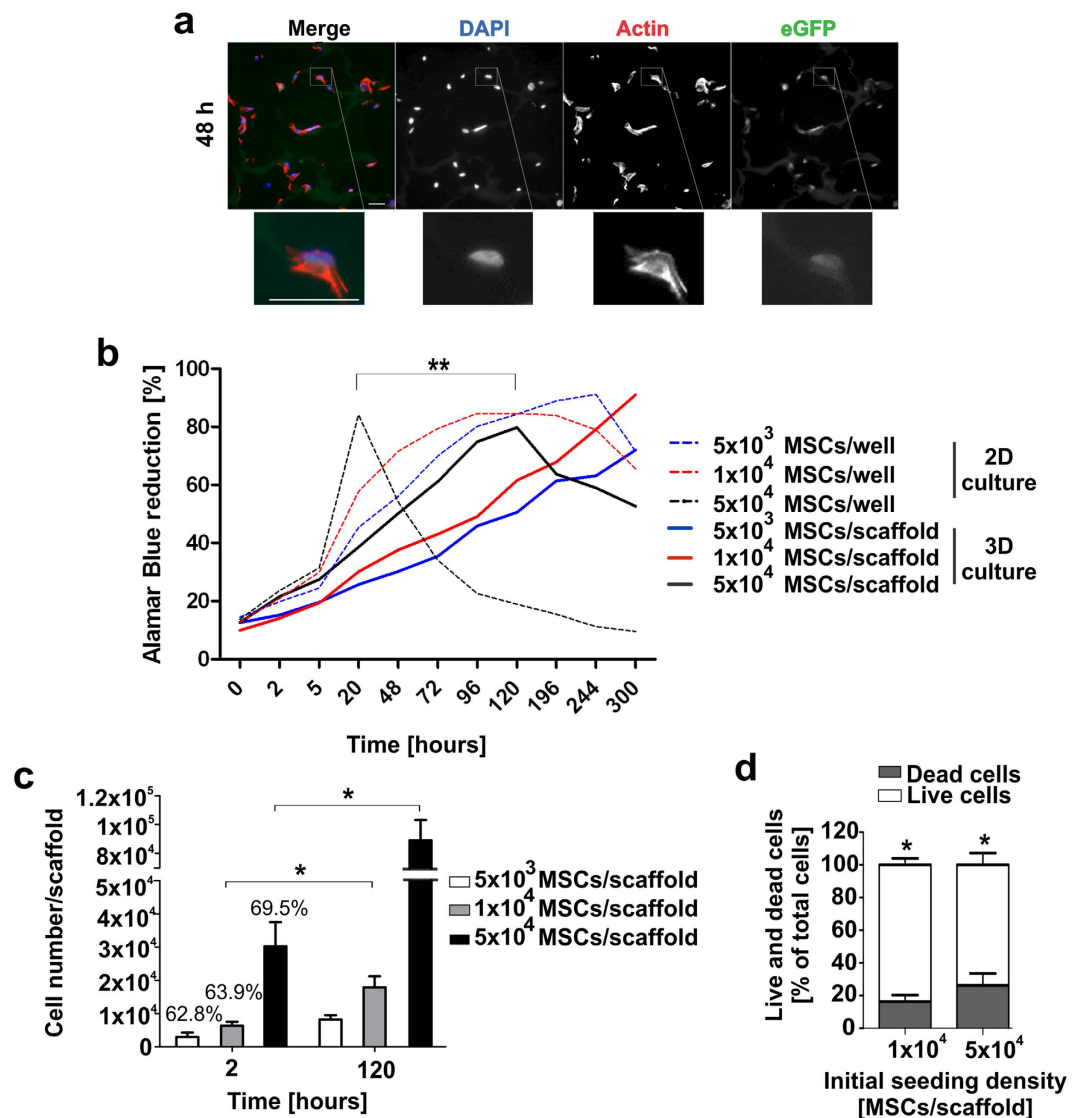 a
Merge DAPI Actin eGFP
48 h
b
Alamar Blue reduction [%]
100
80
60
40
20
0
**
0 2 5 20 48 72 96 120 196 244 300
Time [hours]
5x10³ MSCs/well
1x10⁴ MSCs/well
5x10⁴ MSCs/well
2D
culture
5x10³ MSCs/scaffold
1x10⁴ MSCs/scaffold
5x10⁴ MSCs/scaffold
3D
culture
c
Cell number/scaffold
1.2x10⁵
1x10⁵
8x10⁴
5x10⁴
4x10⁴
3x10⁴
2x10⁴
1x10⁴
0
*
*
62.8%
63.9%
69.5%
2 120
Time [hours]
5x10³ MSCs/scaffold
1x10⁴ MSCs/scaffold
5x10⁴ MSCs/scaffold
d
Dead cells
Live cells
Live and dead cells
[% of total cells]
120
100
80
60
40
20
0
* *
1x10⁴ 5x10⁴
Initial seeding density
[MSCs/scaffold]